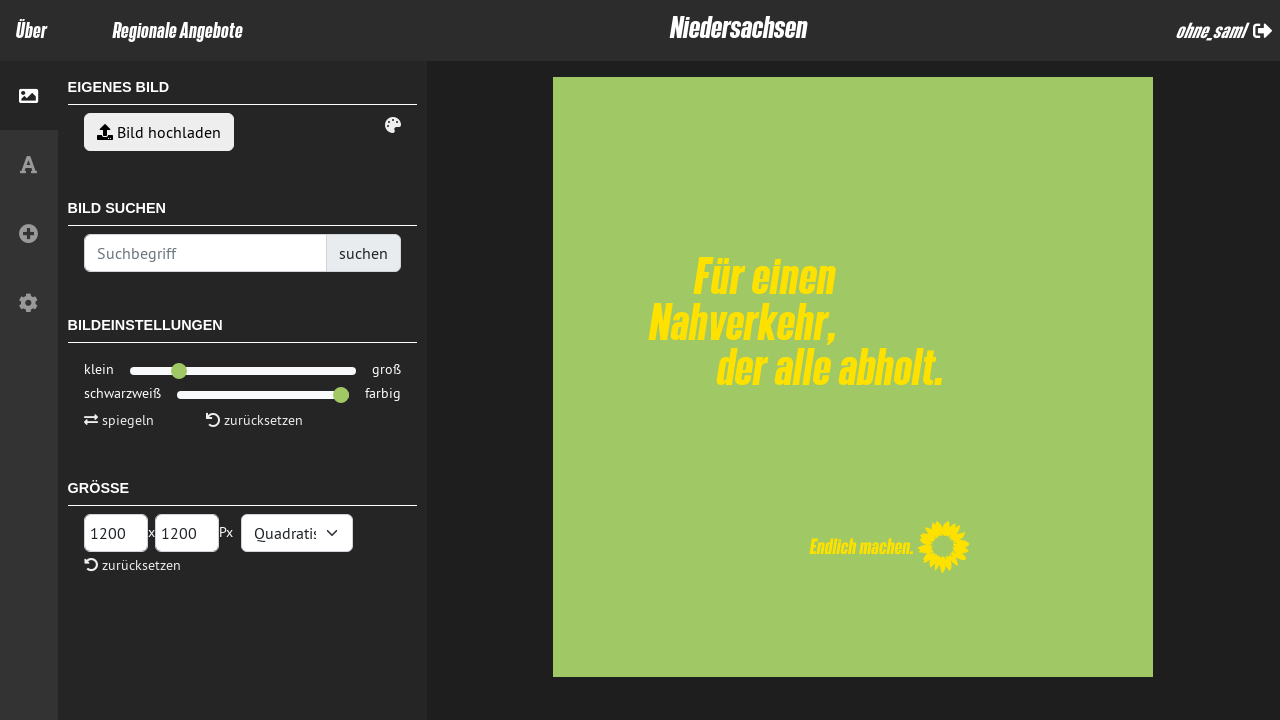 Über Regionale Angebote Niedersachsen ohne_saml
EIGENES BILD
Bild hochladen
BILD SUCHEN
Suchbegriff suchen
BILDEINSTELLUNGEN
klein groß
schwarzweiß farbig
spiegeln zurücksetzen
GRÖSSE
1200 x 1200 Px Quadratis
zurücksetzen
Für einen
Nahverkehr,
der alle abholt.
Endlich machen.